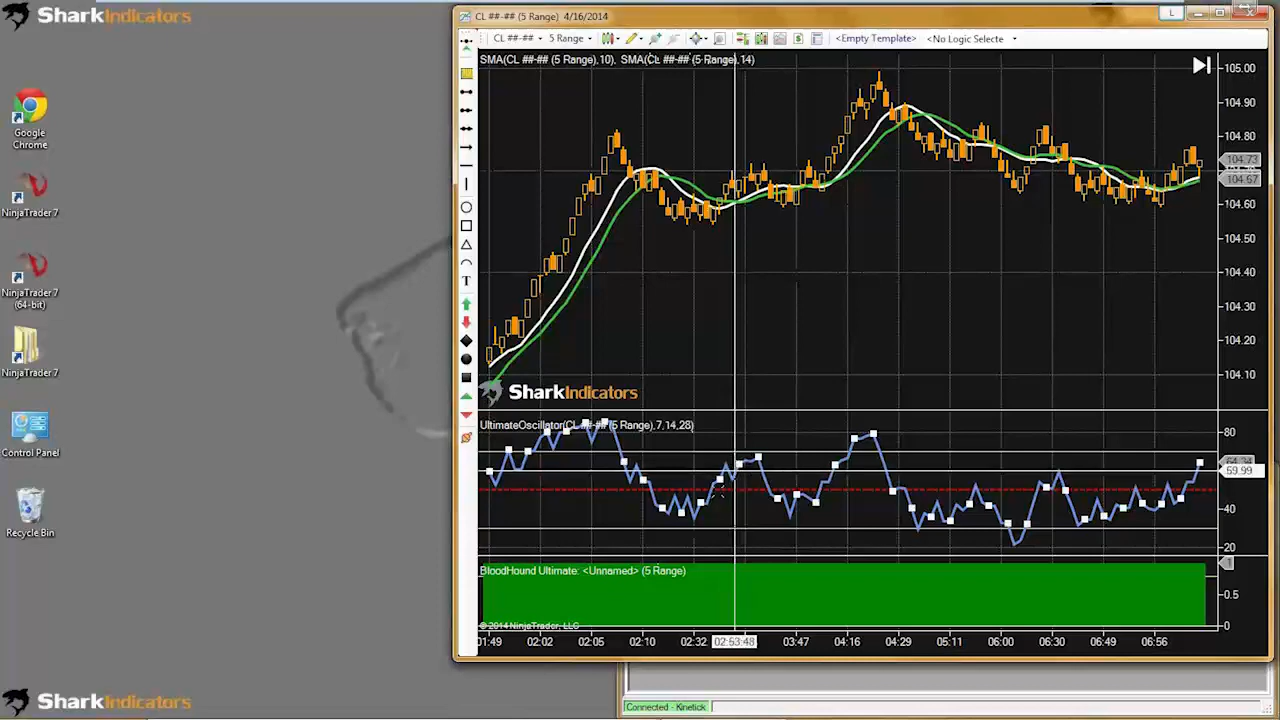 SharkIndicators
Google
Chrome
NinjaTrader 7
NinjaTrader 7
(64-bit)
NinjaTrader 7
Control Panel
Recycle Bin
SharkIndicators
CL ##-## (5 Range) 4/16/2014
L
CL ##-## 5 Range <Empty Template> <No Logic Selecte
T
$
SMA(CL ##-## (5 Range),10), SMA(CL ##-## (5 Range),14)
105.00
104.90
104.80
104.73
104.67
104.60
104.50
104.40
104.30
104.20
104.10
SharkIndicators
UltimateOscillator(CL ##-## (5 Range),7,14,28)
80
59.99
40
20
BloodHound Ultimate: <Unnamed> (5 Range)
1
0.5
0
© 2014 NinjaTrader, LLC
01:49 02:02 02:05 02:10 02:32 02:53:48 03:47 04:16 04:29 05:11 06:00 06:30 06:49 06:56
Connected - Kinetick